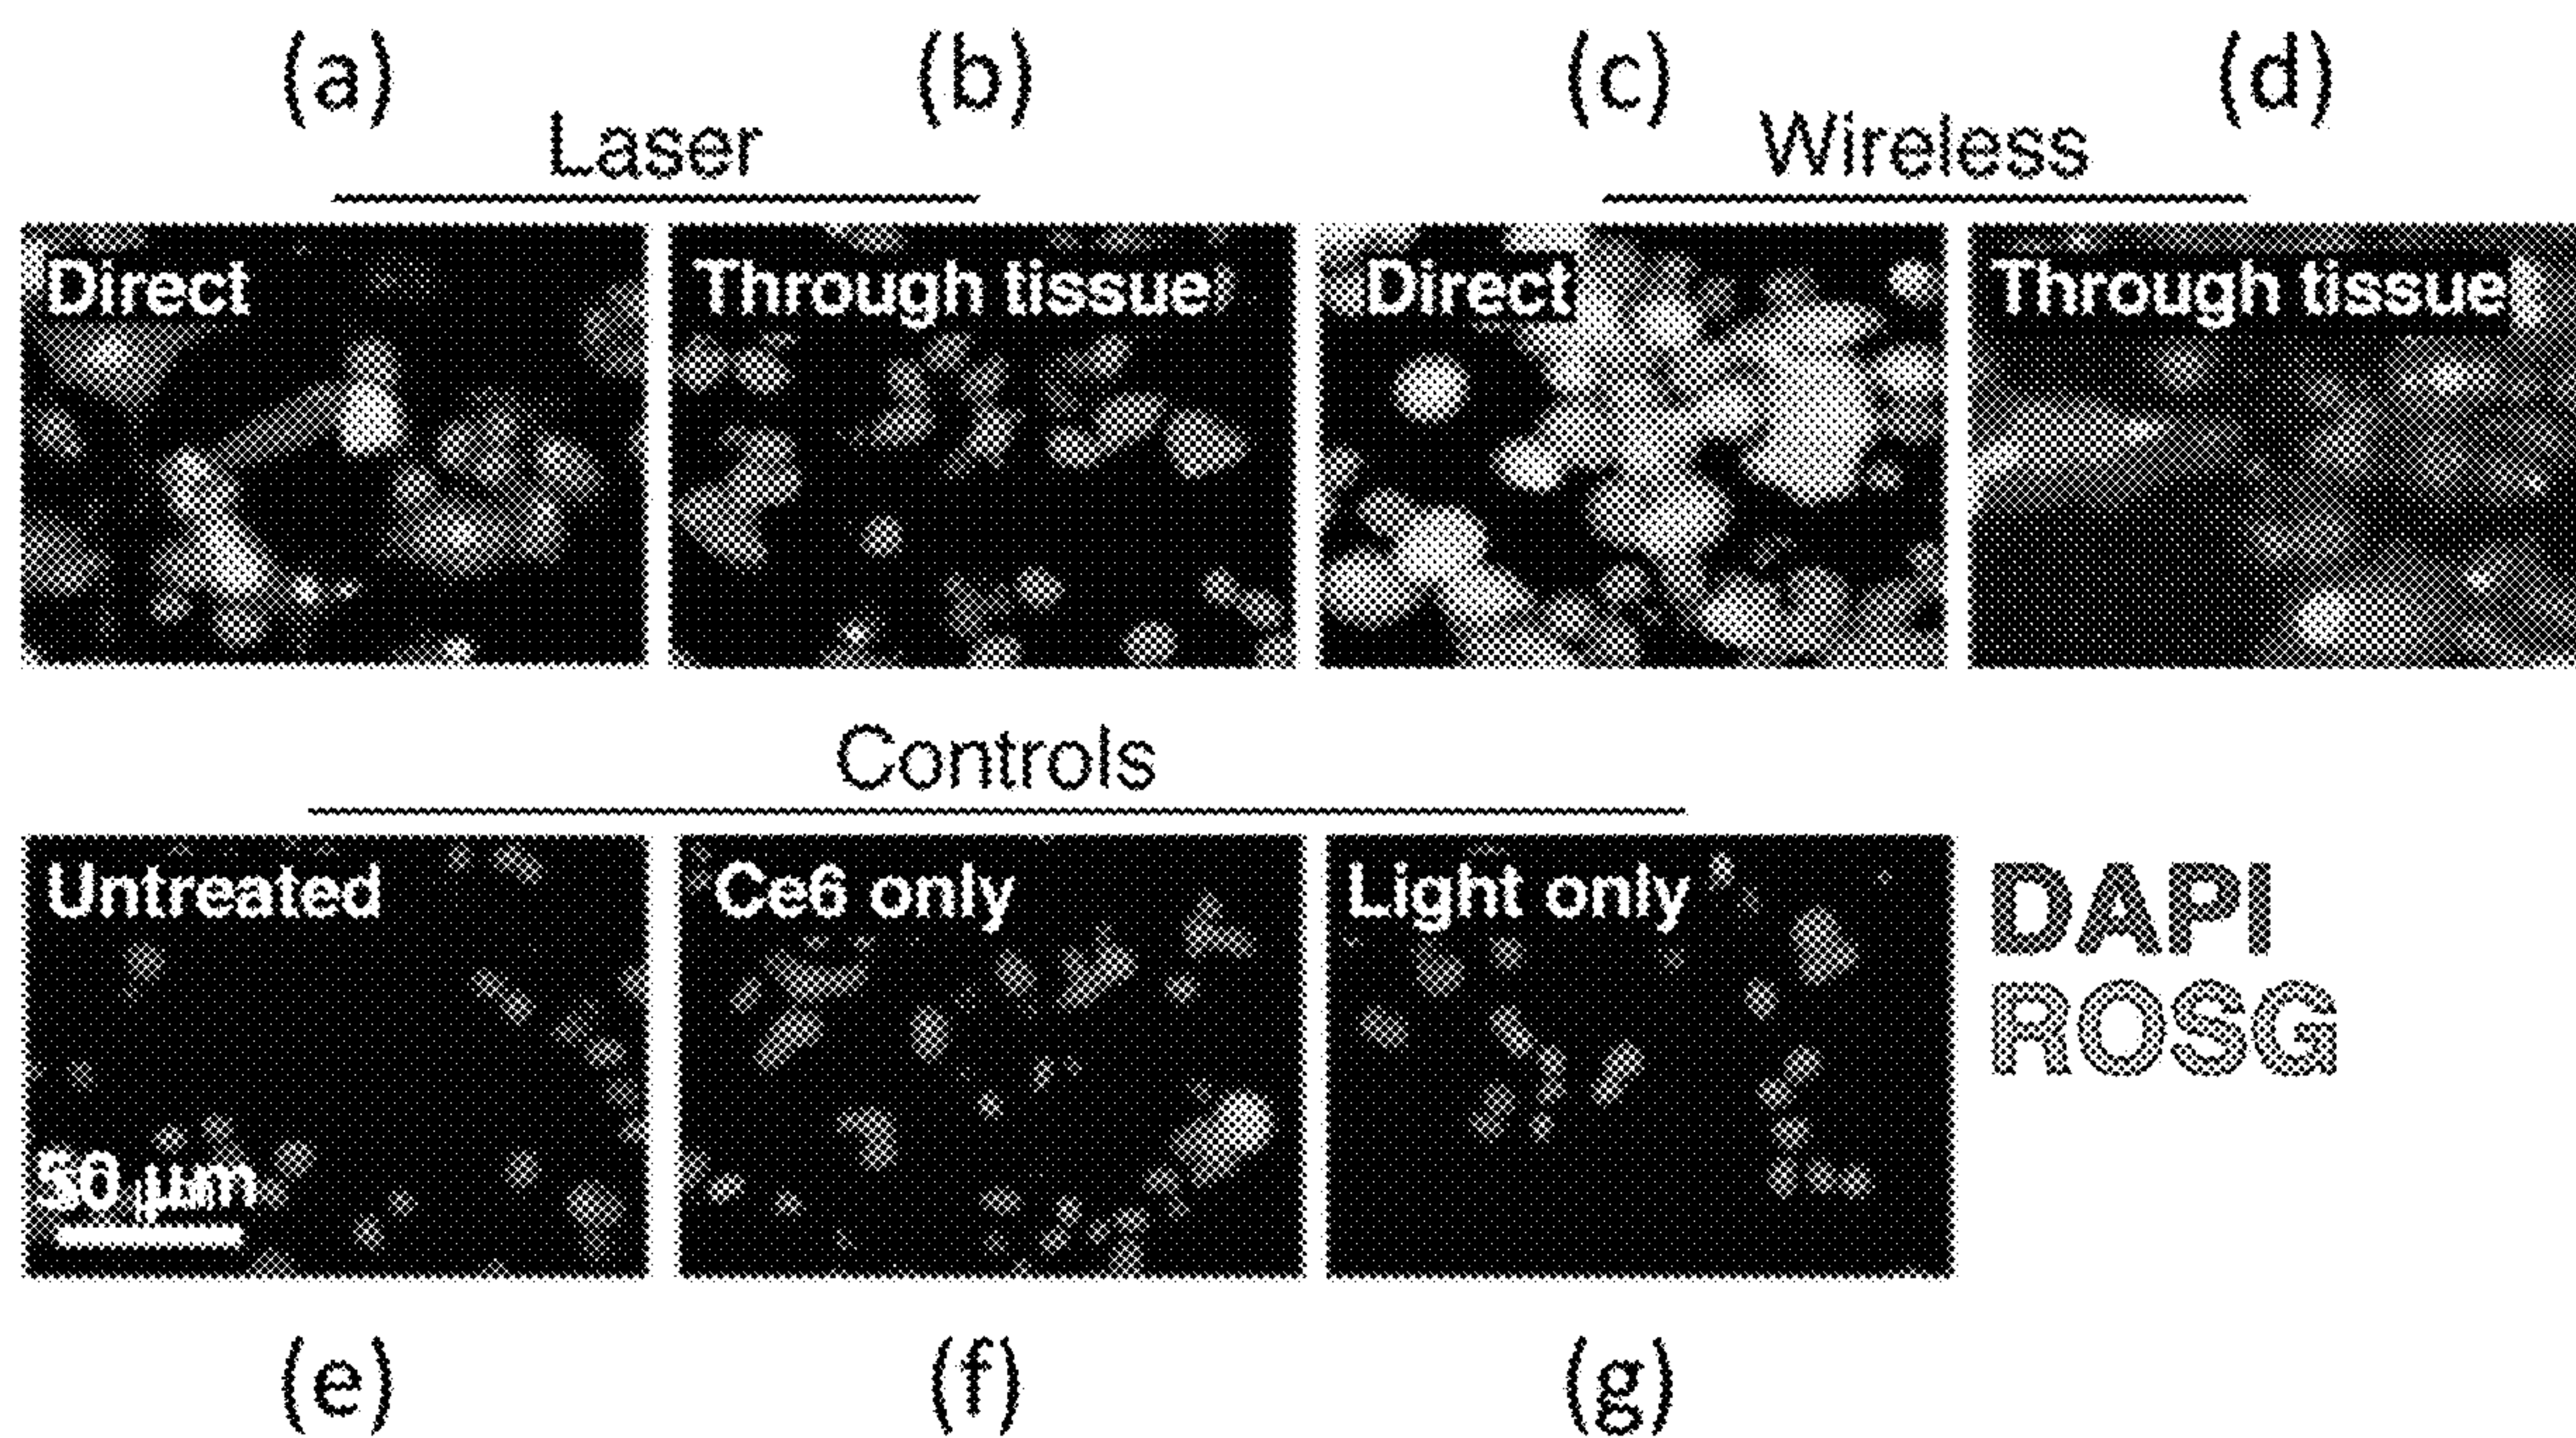 (a) (b) (c) (d)
Laser Wireless
Direct Through tissue Direct Through tissue
Controls
Untreated Ce6 only Light only DAPI
ROSG
50 µm
(e) (f) (g)